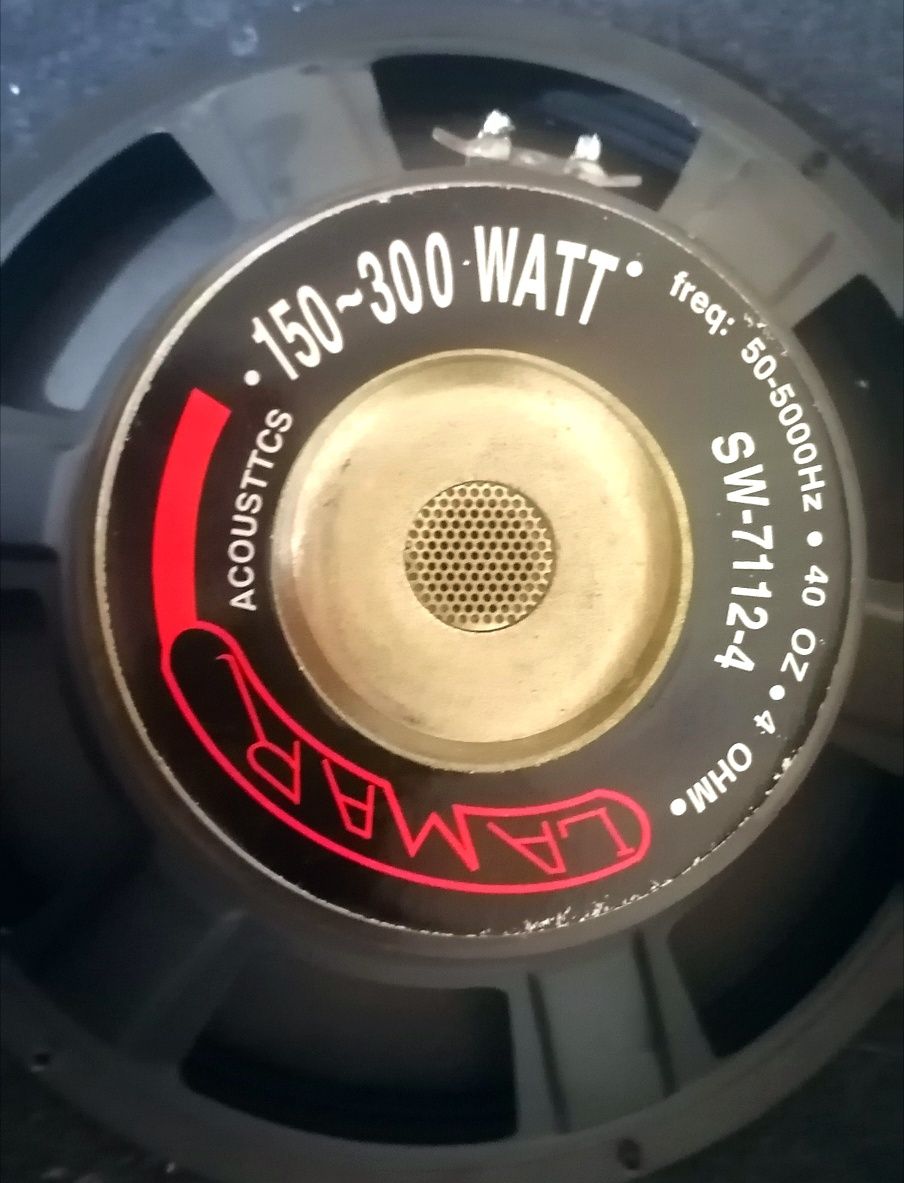 150~300 WATT
freq: 50-5000Hz • 40 OZ • 4 OHM
SW-7112-4
LAMAR
ACOUSTTCS